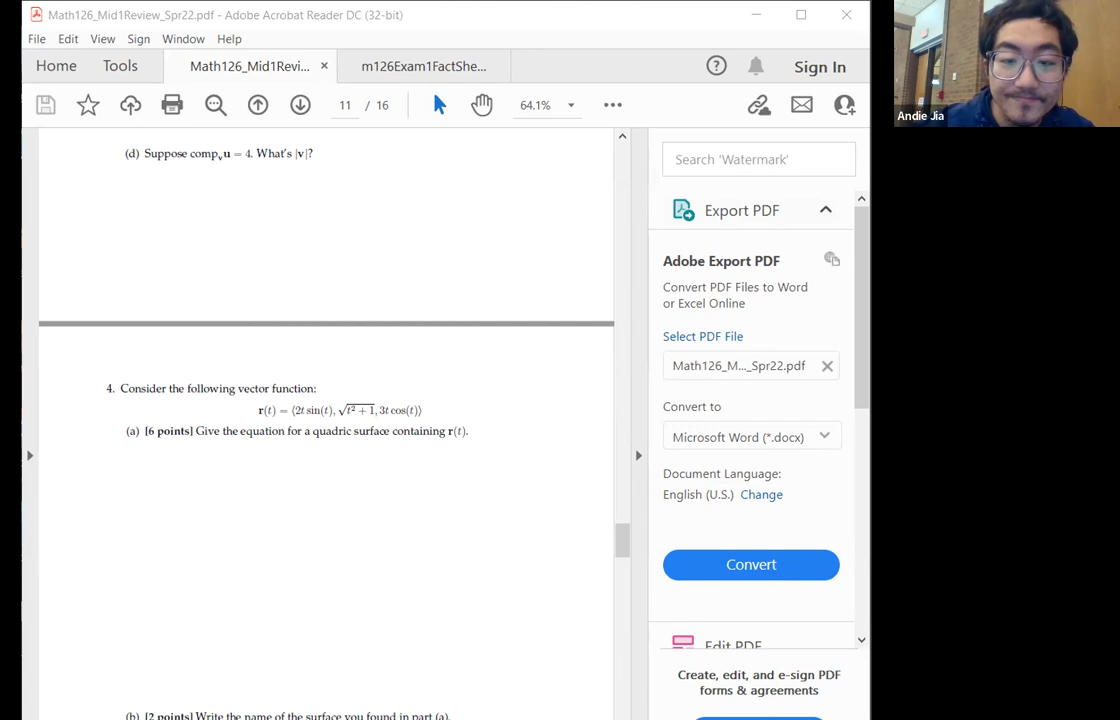 Math126_Mid1Review_Spr22.pdf - Adobe Acrobat Reader DC (32-bit)
File Edit View Sign Window Help
Home Tools Math126_Mid1Revi... × m126Exam1FactShe... Sign In
11 / 16 64.1%
(d) Suppose compᵥu = 4. What's |v|?
4. Consider the following vector function:
r(t) = ⟨2t sin(t), √(t² + 1), 3t cos(t)⟩
(a) [6 points] Give the equation for a quadric surface containing r(t).
(b) [2 points] Write the name of the surface you found in part (a).
Search 'Watermark'
Export PDF
Adobe Export PDF
Convert PDF Files to Word
or Excel Online
Select PDF File
Math126_M..._Spr22.pdf
Convert to
Microsoft Word (*.docx)
Document Language:
English (U.S.) Change
Convert
Edit PDF
Create, edit, and e-sign PDF
forms & agreements
Andie Jia